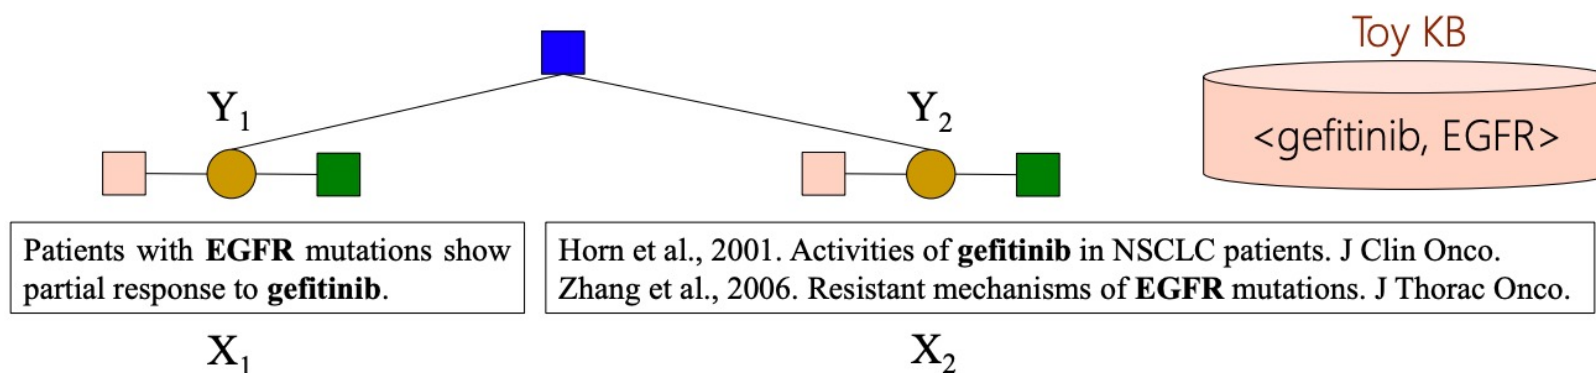 Toy KB
<gefitinib, EGFR>
Y1
Y2
Patients with EGFR mutations show
partial response to gefitinib.
Horn et al., 2001. Activities of gefitinib in NSCLC patients. J Clin Onco.
Zhang et al., 2006. Resistant mechanisms of EGFR mutations. J Thorac Onco.
X1
X2